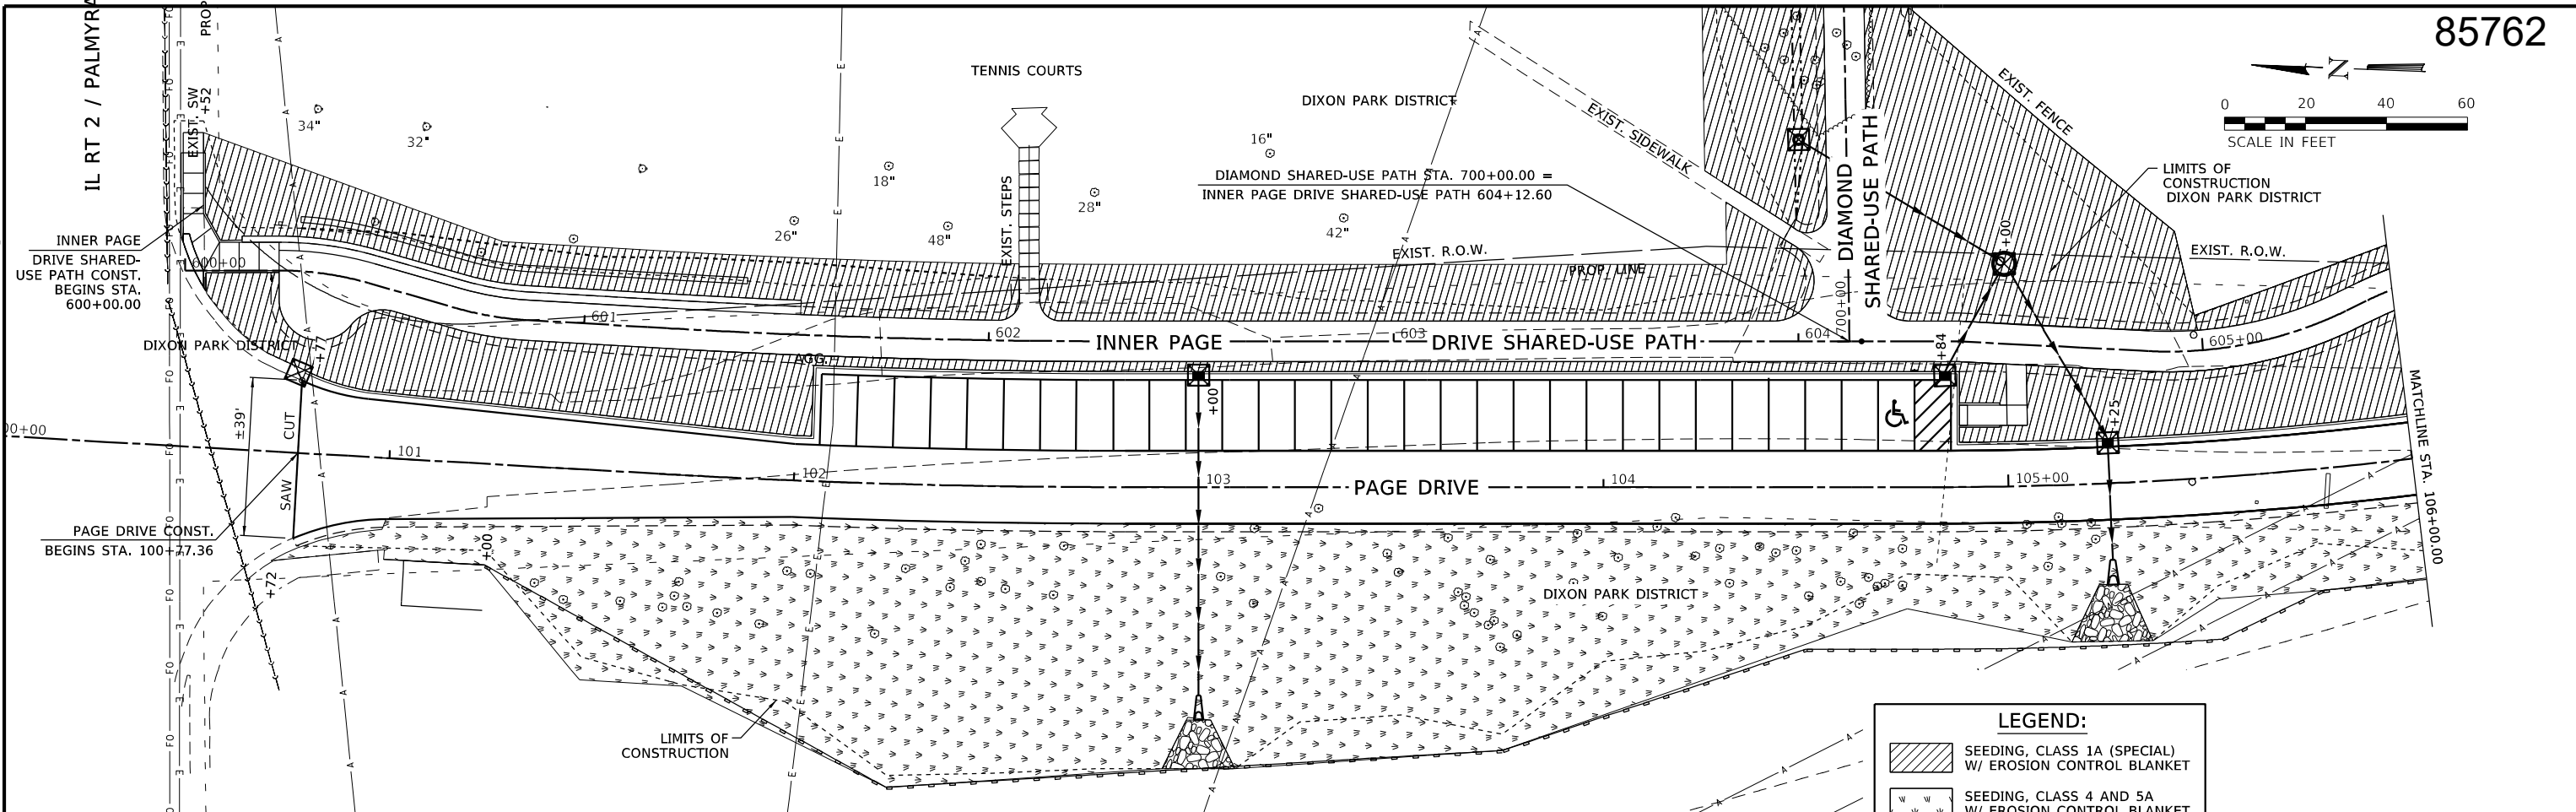 85762
IL RT 2 / PALMYRA
PROP
EXIST. SW
+52
34"
32"
TENNIS COURTS
DIXON PARK DISTRICT
16"
18"
28"
26"
48"
42"
EXIST. STEPS
EXIST. SIDEWALK
EXIST. FENCE
Z
0 20 40 60
SCALE IN FEET
DIAMOND SHARED-USE PATH STA. 700+00.00 =
INNER PAGE DRIVE SHARED-USE PATH 604+12.60
DIAMOND
SHARED-USE PATH
LIMITS OF
CONSTRUCTION
DIXON PARK DISTRICT
EXIST. R.O.W.
PROP. LINE
EXIST. R.O.W.
INNER PAGE
DRIVE SHARED-
USE PATH CONST.
BEGINS STA.
600+00.00
600+00
601
602
603
604
605+00
700+00
INNER PAGE DRIVE SHARED-USE PATH
DIXON PARK DISTRICT
+77
AGG.
+84
+00
+25
±39'
SAW CUT
00+00
101
102
103
104
105+00
PAGE DRIVE
PAGE DRIVE CONST.
BEGINS STA. 100+77.36
+72
+00
DIXON PARK DISTRICT
MATCHLINE STA. 106+00.00
LIMITS OF
CONSTRUCTION
LEGEND:
SEEDING, CLASS 1A (SPECIAL)
W/ EROSION CONTROL BLANKET
SEEDING, CLASS 4 AND 5A
W/ EROSION CONTROL BLANKET